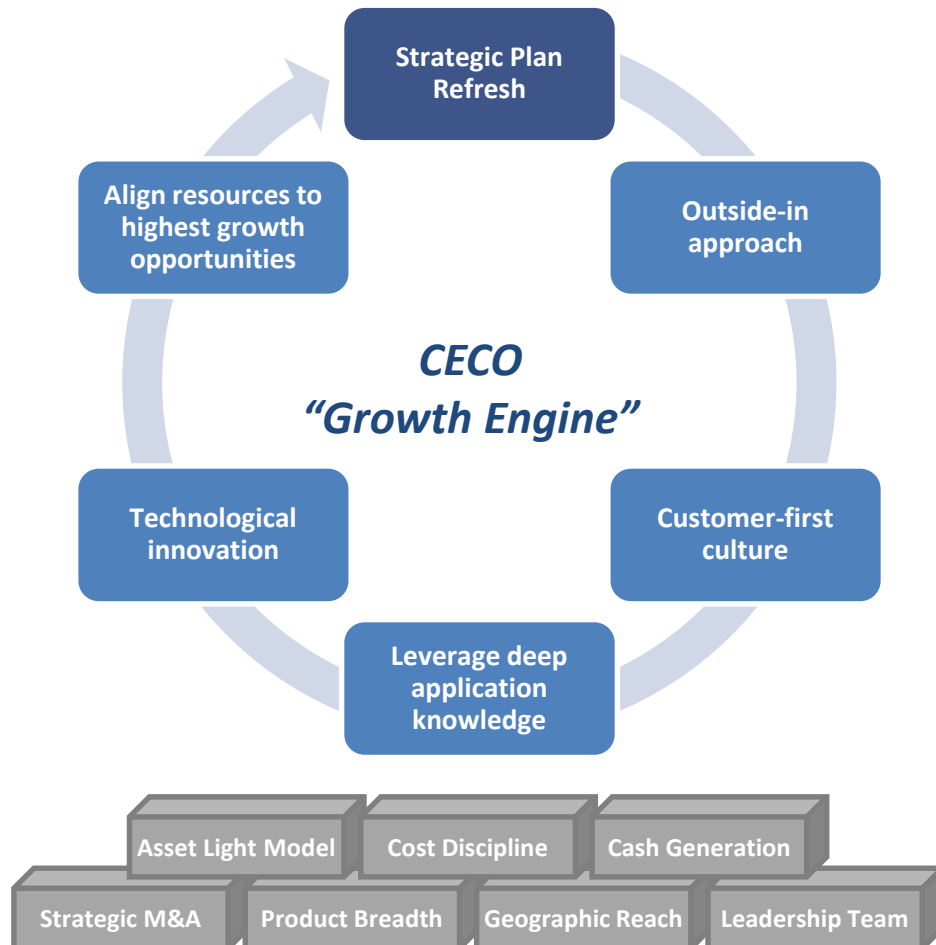 Strategic Plan
Refresh
Outside-in
approach
Customer-first
culture
Leverage deep
application
knowledge
Technological
innovation
Align resources to
highest growth
opportunities
CECO
“Growth Engine”
Asset Light Model
Cost Discipline
Cash Generation
Strategic M&A
Product Breadth
Geographic Reach
Leadership Team